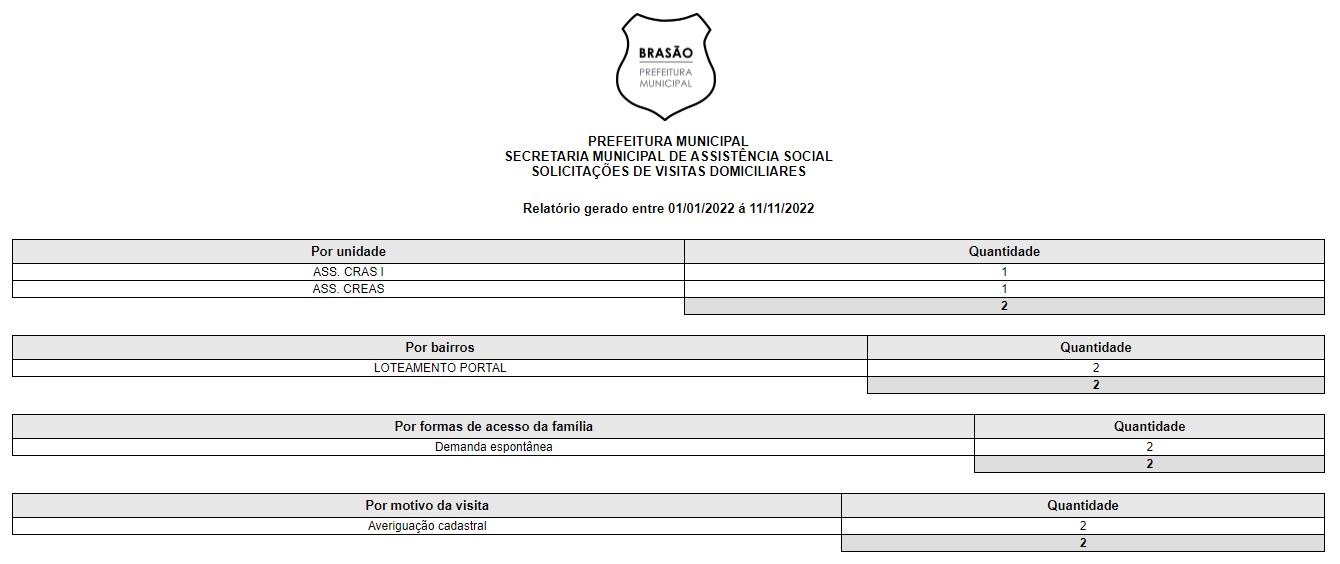 BRASÃO
PREFEITURA
MUNICIPAL
PREFEITURA MUNICIPAL
SECRETARIA MUNICIPAL DE ASSISTÊNCIA SOCIAL
SOLICITAÇÕES DE VISITAS DOMICILIARES
Relatório gerado entre 01/01/2022 á 11/11/2022
Por unidade Quantidade
ASS. CRAS I 1
ASS. CREAS 1
2
Por bairros Quantidade
LOTEAMENTO PORTAL 2
2
Por formas de acesso da família Quantidade
Demanda espontânea 2
2
Por motivo da visita Quantidade
Averiguação cadastral 2
2